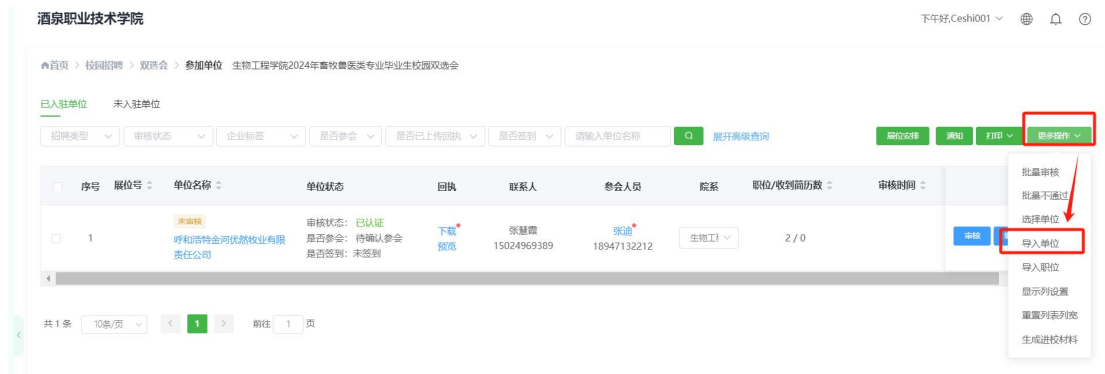 酒泉职业技术学院
下午好,Ceshi001
首页 > 校园招聘 > 双选会 > 参加单位 生物工程学院2024年畜牧兽医类专业毕业生校园双选会
已入驻单位 未入驻单位
招聘类型 审核状态 企业标签 是否参会 是否已上传回执 是否签到 请输入单位名称 展开高级查询 展位安排 通知 打印 更多操作
序号 展位号 单位名称 单位状态 回执 联系人 参会人员 院系 职位/收到简历数 审核时间
1
未审核
呼和浩特金河优然牧业有限
责任公司
审核状态： 已认证
是否参会： 待确认参会
是否签到： 未签到
下载
预览
张慧霞
15024969389
张迪
18947132212
生物工
2 / 0
审核
批量审核
批量不通过
选择单位
导入单位
导入职位
显示列设置
重置列表列宽
生成进校材料
共 1 条 10条/页 < 1 > 前往 1 页